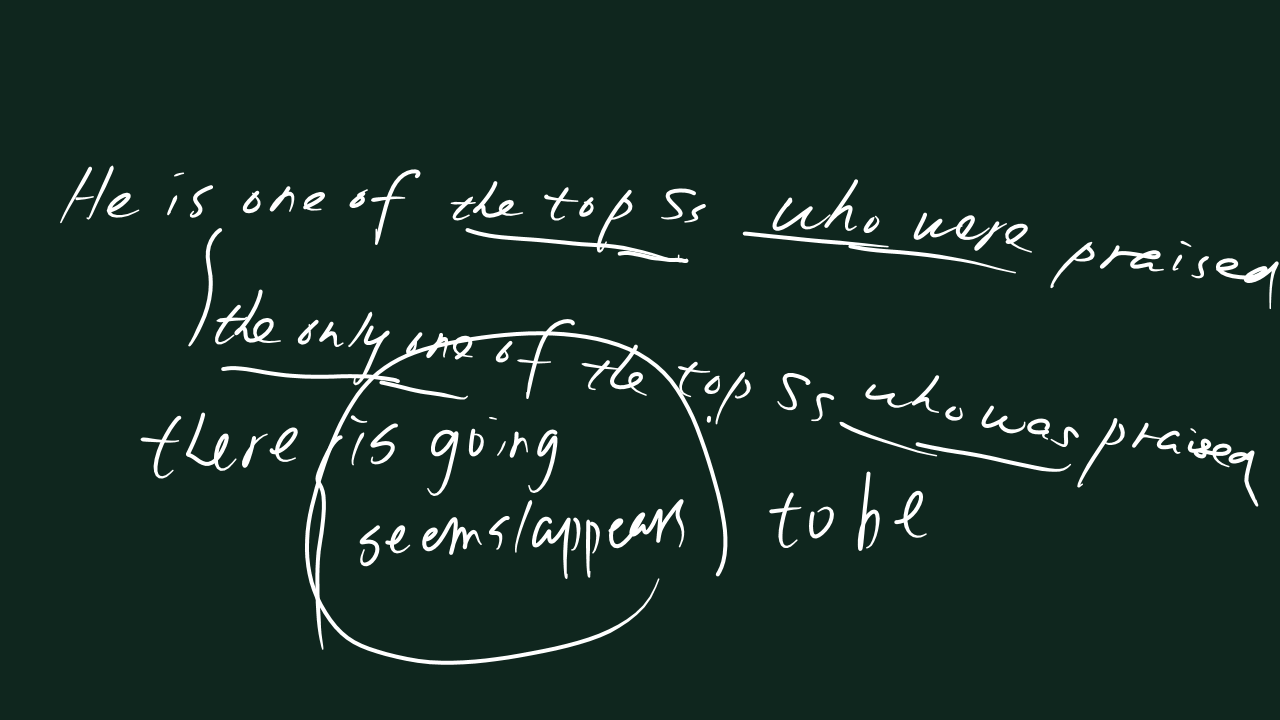 He is one of the top Ss who were praised
the only one of the top Ss who was praised
there is going
seems/appears to be